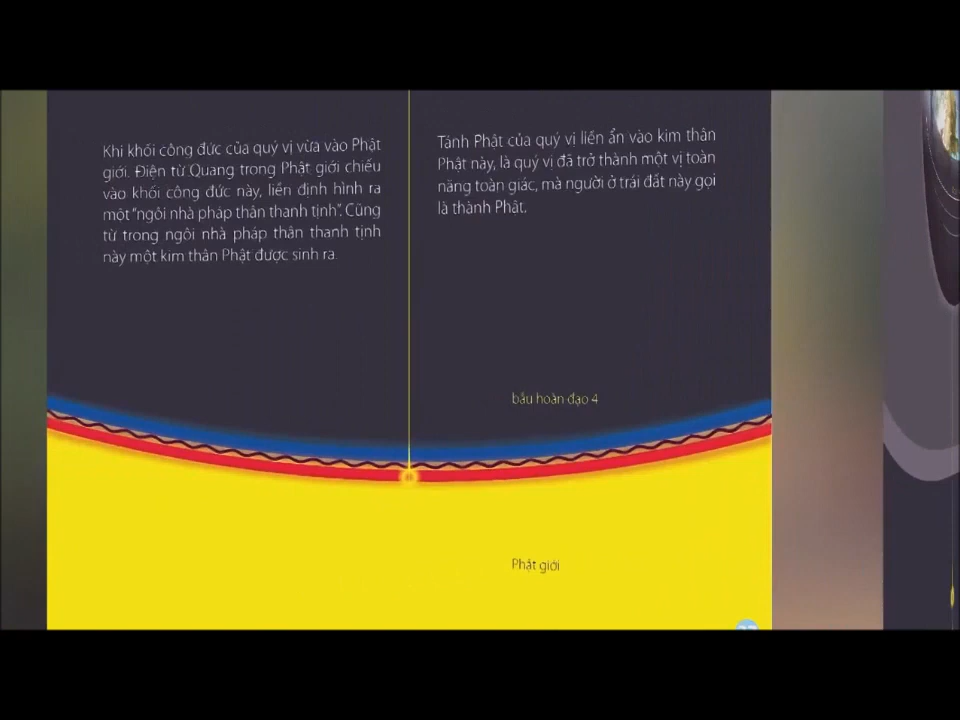 Khi khối công đức của quý vị vừa vào Phật
giới. Điện từ Quang trong Phật giới chiếu
vào khối công đức này, liền định hình ra
một "ngôi nhà pháp thân thanh tịnh". Cũng
từ trong ngôi nhà pháp thân thanh tịnh
này một kim thân Phật được sinh ra.
Tánh Phật của quý vị liền ẩn vào kim thân
Phật này, là quý vị đã trở thành một vị toàn
năng toàn giác, mà người ở trái đất này gọi
là thành Phật.
bầu hoàn đạo 4
Phật giới